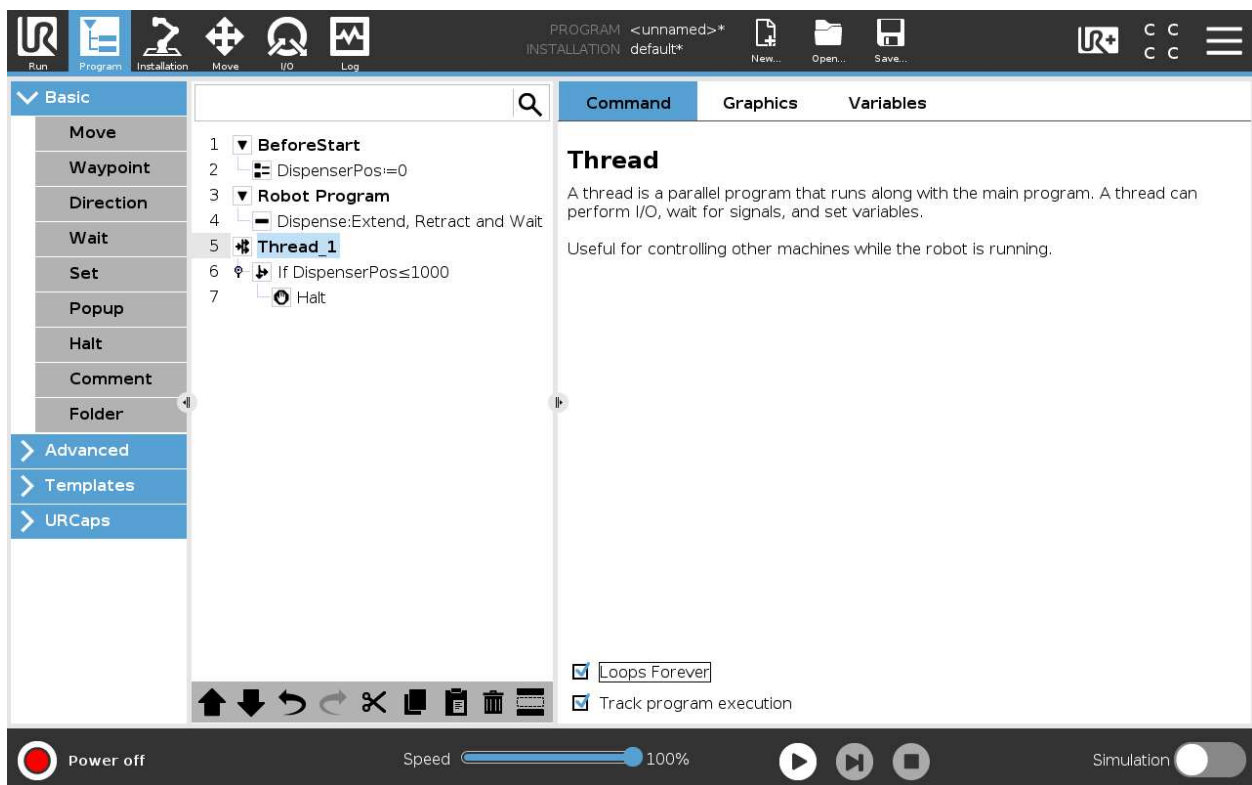 PROGRAM <unnamed>*
INSTALLATION default*
UR
UR+
C C
C C
Run Program Installation Move I/O Log New... Open... Save...
Basic
Move
Waypoint
Direction
Wait
Set
Popup
Halt
Comment
Folder
Advanced
Templates
URCaps
1 BeforeStart
2 DispenserPos:=0
3 Robot Program
4 Dispense:Extend, Retract and Wait
5 Thread_1
6 If DispenserPos≤1000
7 Halt
Command Graphics Variables
Thread
A thread is a parallel program that runs along with the main program. A thread can
perform I/O, wait for signals, and set variables.
Useful for controlling other machines while the robot is running.
Loops Forever
Track program execution
Power off
Speed 100%
Simulation